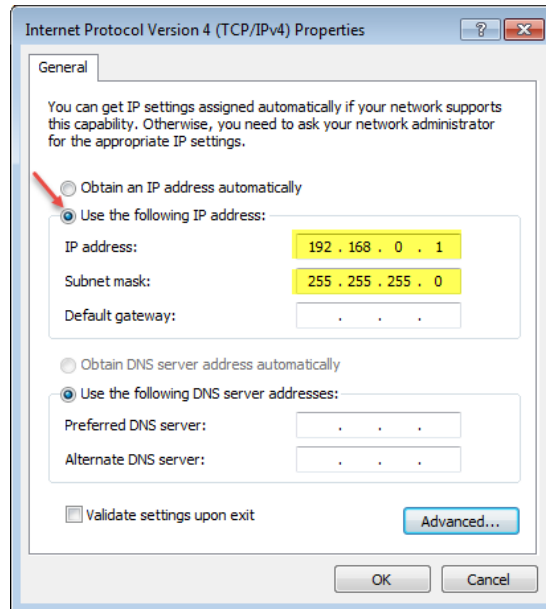 Internet Protocol Version 4 (TCP/IPv4) Properties
General
You can get IP settings assigned automatically if your network supports
this capability. Otherwise, you need to ask your network administrator
for the appropriate IP settings.
Obtain an IP address automatically
Use the following IP address:
IP address: 192 . 168 . 0 . 1
Subnet mask: 255 . 255 . 255 . 0
Default gateway: . . .
Obtain DNS server address automatically
Use the following DNS server addresses:
Preferred DNS server: . . .
Alternate DNS server: . . .
Validate settings upon exit
Advanced...
OK Cancel